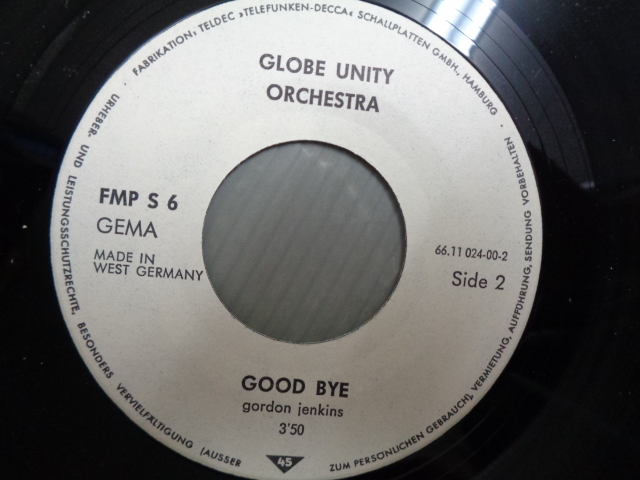 FABRIKATION: TELDEC »TELEFUNKEN-DECCA« SCHALLPLATTEN GMBH., HAMBURG ·
URHEBER- UND LEISTUNGSSCHUTZRECHTE, BESONDERS VERVIELFÄLTIGUNG (AUSSER
ZUM PERSÖNLICHEN GEBRAUCH), VERMIETUNG, AUFFÜHRUNG, SENDUNG VORBEHALTEN
GLOBE UNITY
ORCHESTRA
FMP S 6
GEMA
MADE IN
WEST GERMANY
66.11 024-00-2
Side 2
GOOD BYE
gordon jenkins
3'50
45